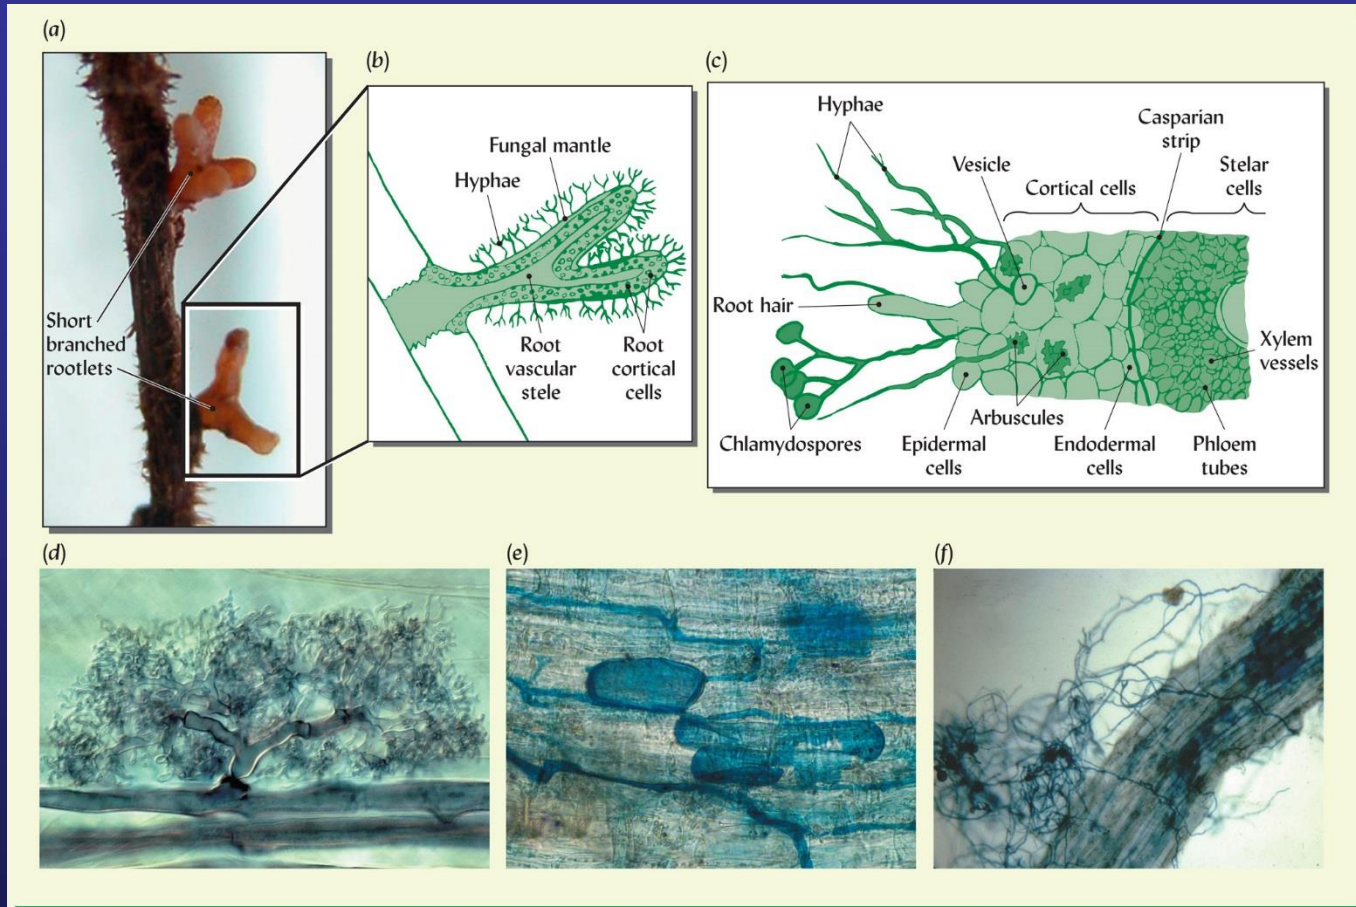 (a)
Short
branched
rootlets
(b)
Fungal mantle
Hyphae
Root
vascular
stele
Root
cortical
cells
(c)
Hyphae
Vesicle
Cortical cells
Casparian
strip
Stelar
cells
Root hair
Xylem
vessels
Chlamydospores
Epidermal
cells
Arbuscules
Endodermal
cells
Phloem
tubes
(d)
(e)
(f)